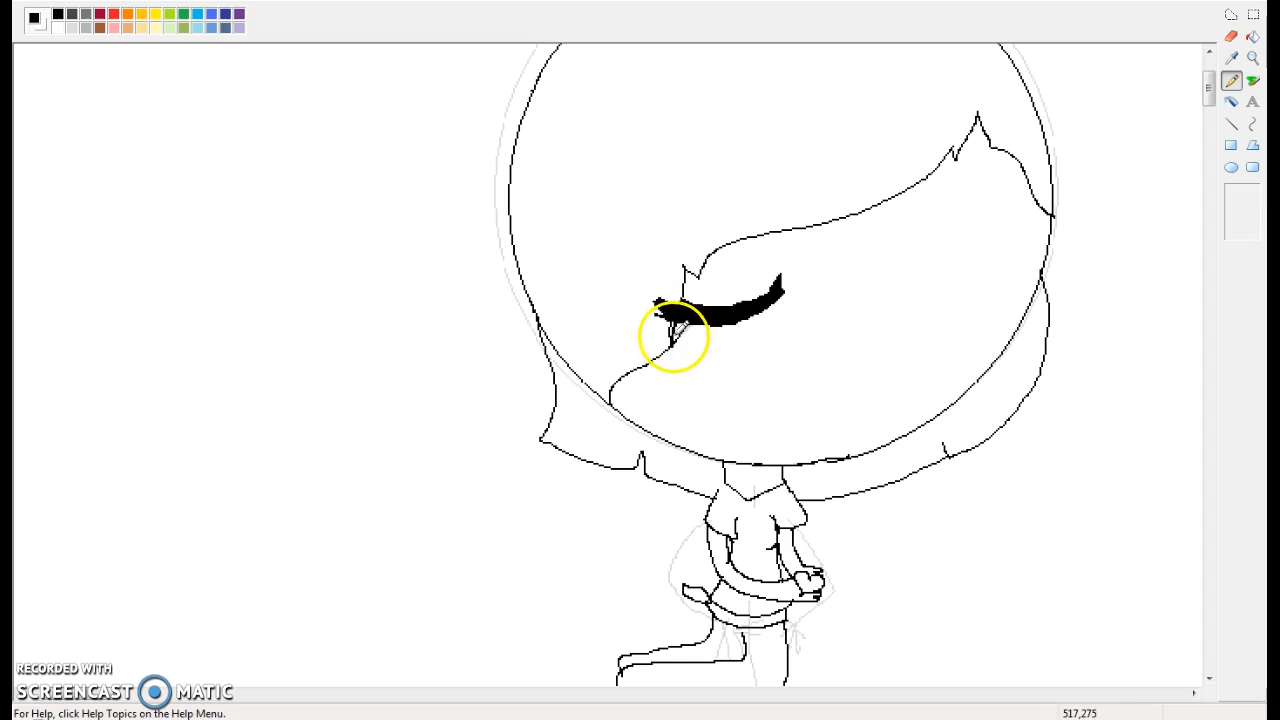 RECORDED WITH
SCREENCAST MATIC
For Help, click Help Topics on the Help Menu.
517,275